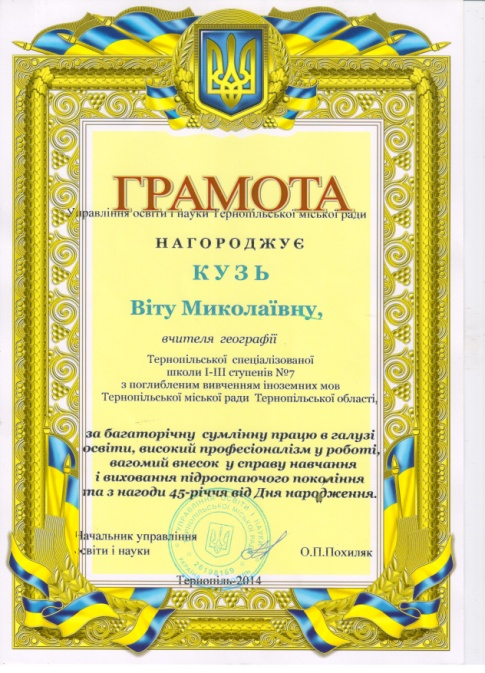 ГРАМОТА
Управління освіти і науки Тернопільської міської ради
НАГОРОДЖУЄ
КУЗЬ
Віту Миколаївну,
вчителя географії
Тернопільської спеціалізованої
школи І-ІІІ ступенів №7
з поглибленим вивченням іноземних мов
Тернопільської міської ради Тернопільської області,
за багаторічну сумлінну працю в галузі
освіти, високий професіоналізм у роботі,
вагомий внесок у справу навчання
і виховання підростаючого покоління
та з нагоди 45-річчя від Дня народження.
Начальник управління
освіти і науки О.П.Похиляк
Тернопіль-2014